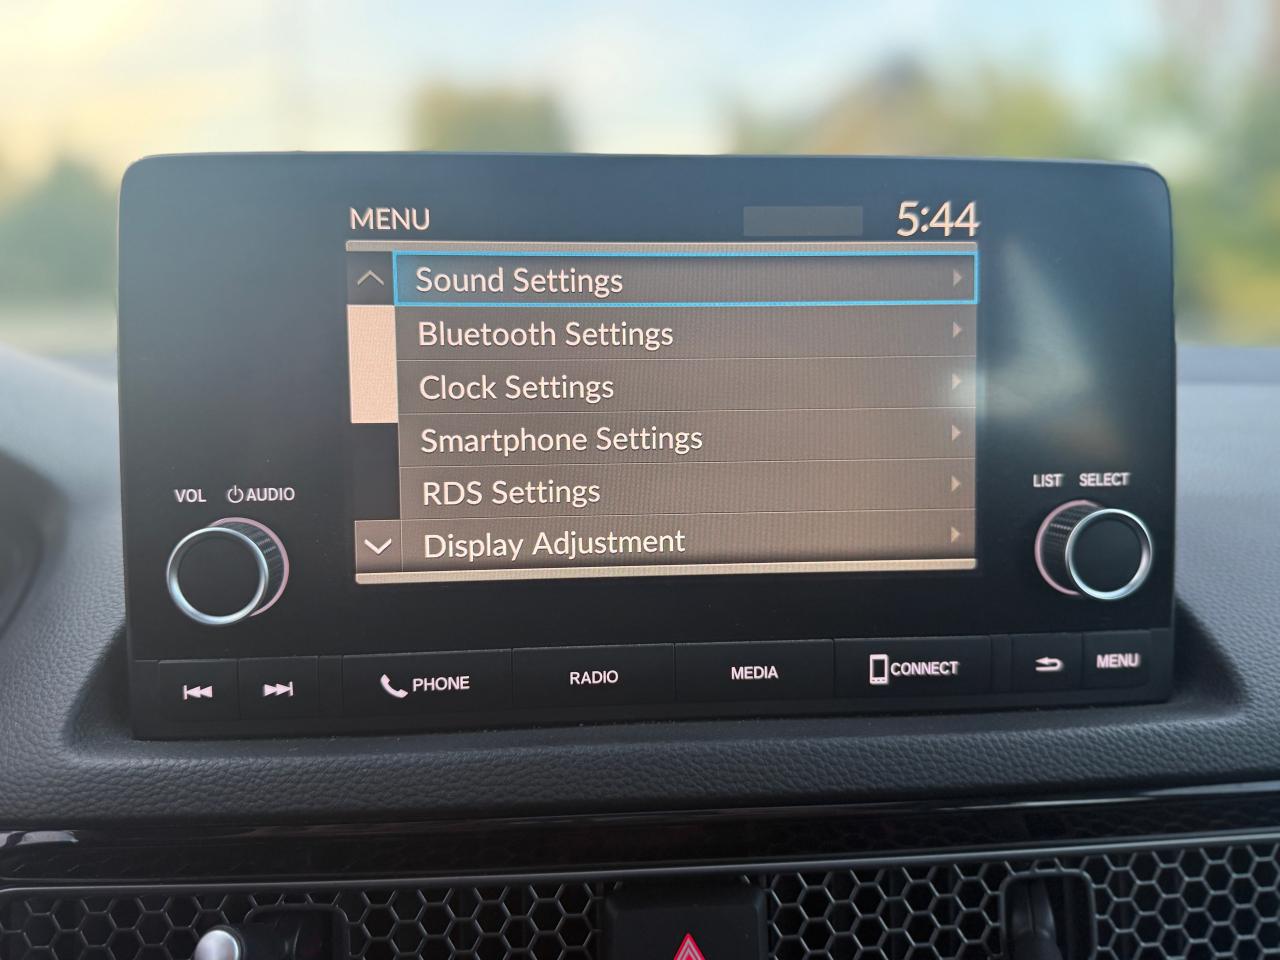 MENU 5:44
Sound Settings
Bluetooth Settings
Clock Settings
Smartphone Settings
RDS Settings
Display Adjustment
VOL AUDIO
LIST SELECT
PHONE RADIO MEDIA CONNECT MENU